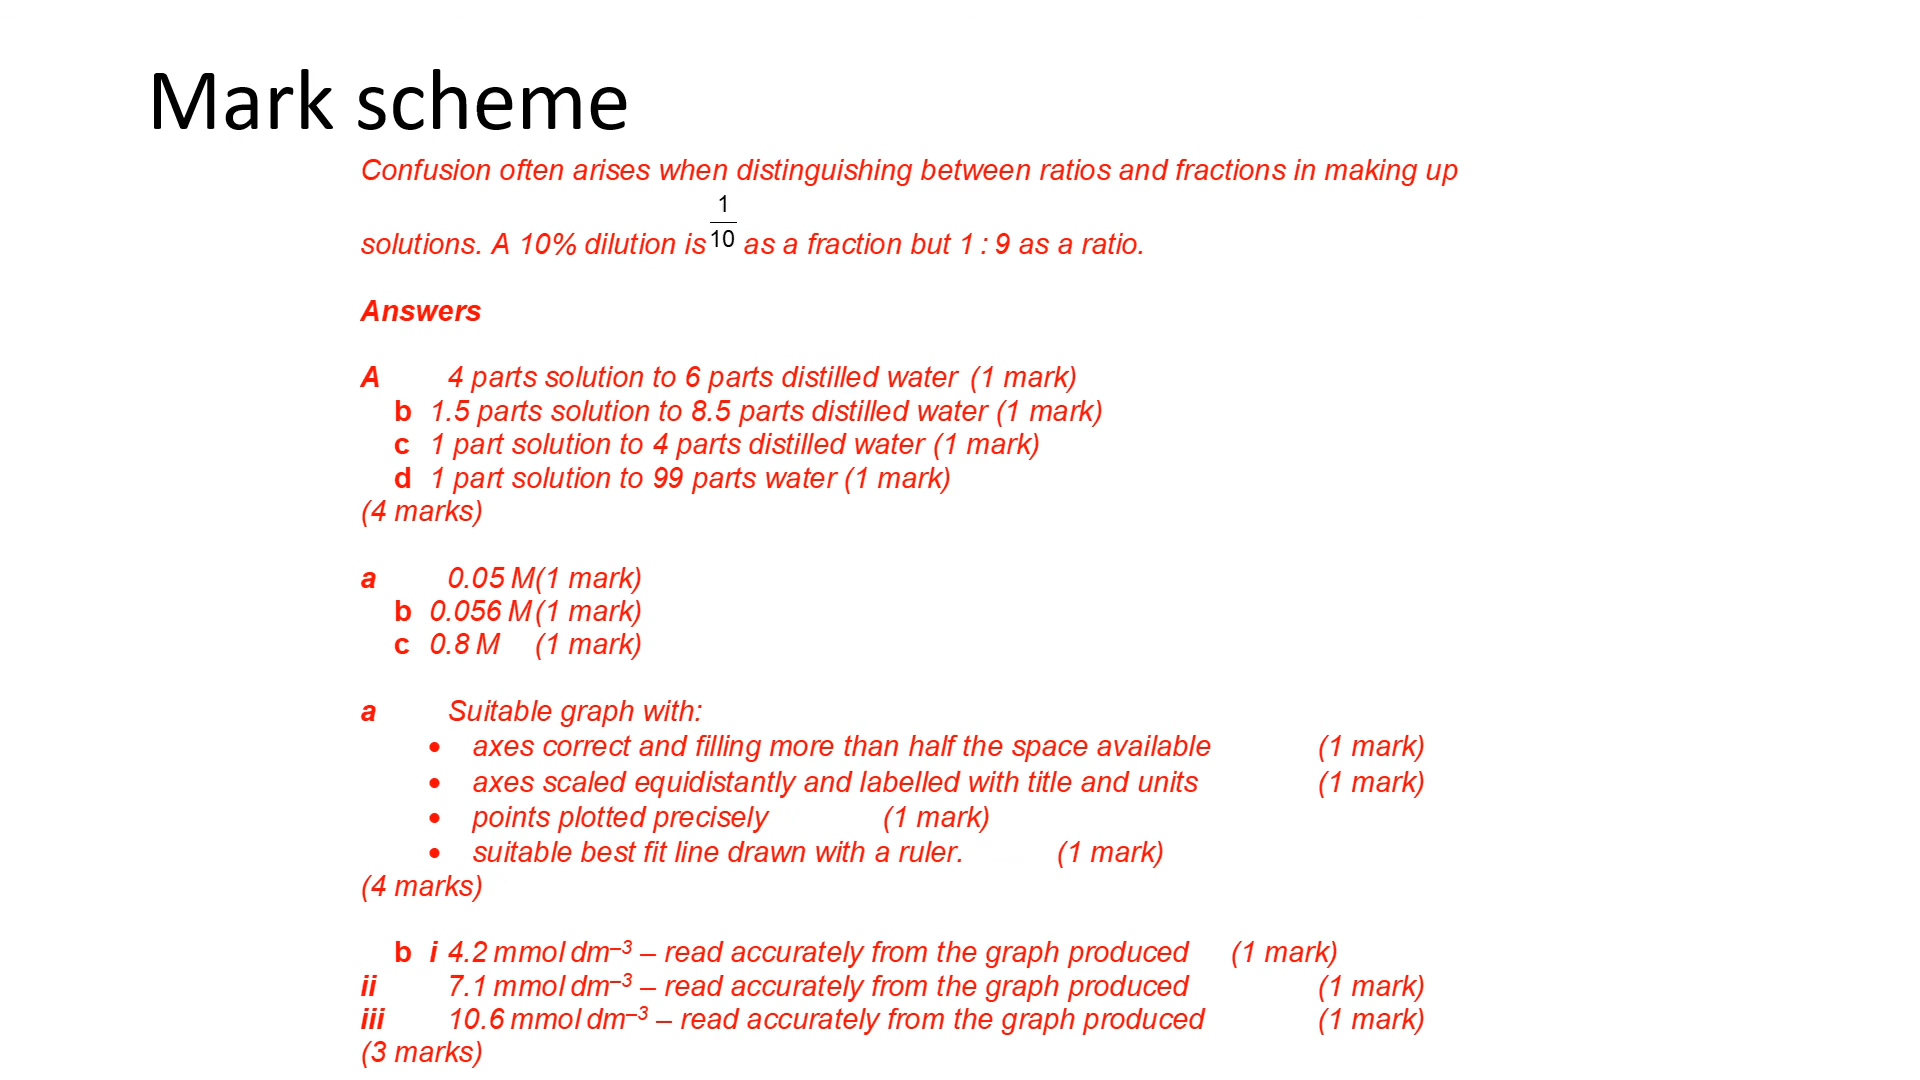 Mark scheme
Confusion often arises when distinguishing between ratios and fractions in making up
solutions. A 10% dilution is 1/10 as a fraction but 1 : 9 as a ratio.
Answers
A 4 parts solution to 6 parts distilled water (1 mark)
b 1.5 parts solution to 8.5 parts distilled water (1 mark)
c 1 part solution to 4 parts distilled water (1 mark)
d 1 part solution to 99 parts water (1 mark)
(4 marks)
a 0.05 M(1 mark)
b 0.056 M(1 mark)
c 0.8 M (1 mark)
a Suitable graph with:
• axes correct and filling more than half the space available (1 mark)
• axes scaled equidistantly and labelled with title and units (1 mark)
• points plotted precisely (1 mark)
• suitable best fit line drawn with a ruler. (1 mark)
(4 marks)
b i 4.2 mmol dm⁻³ – read accurately from the graph produced (1 mark)
ii 7.1 mmol dm⁻³ – read accurately from the graph produced (1 mark)
iii 10.6 mmol dm⁻³ – read accurately from the graph produced (1 mark)
(3 marks)